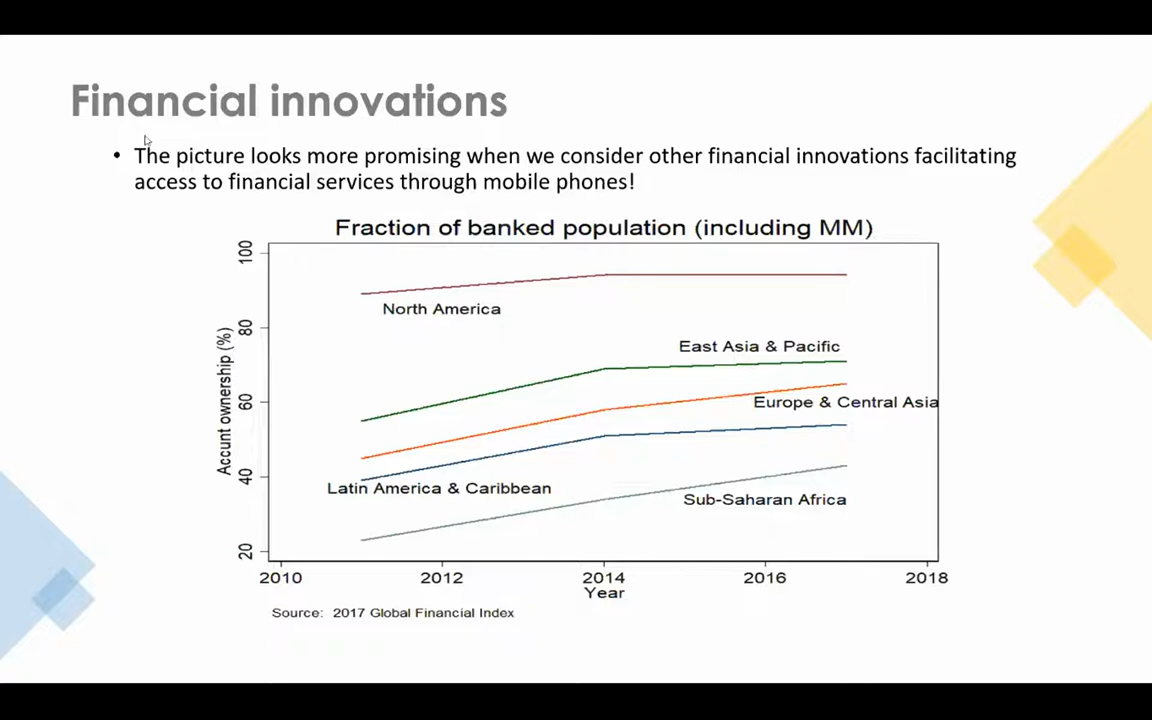 Financial innovations
• The picture looks more promising when we consider other financial innovations facilitating
access to financial services through mobile phones!
Fraction of banked population (including MM)
100
80
60
40
20
Accunt ownership (%)
North America
East Asia & Pacific
Europe & Central Asia
Latin America & Caribbean
Sub-Saharan Africa
2010 2012 2014 2016 2018
Year
Source: 2017 Global Financial Index